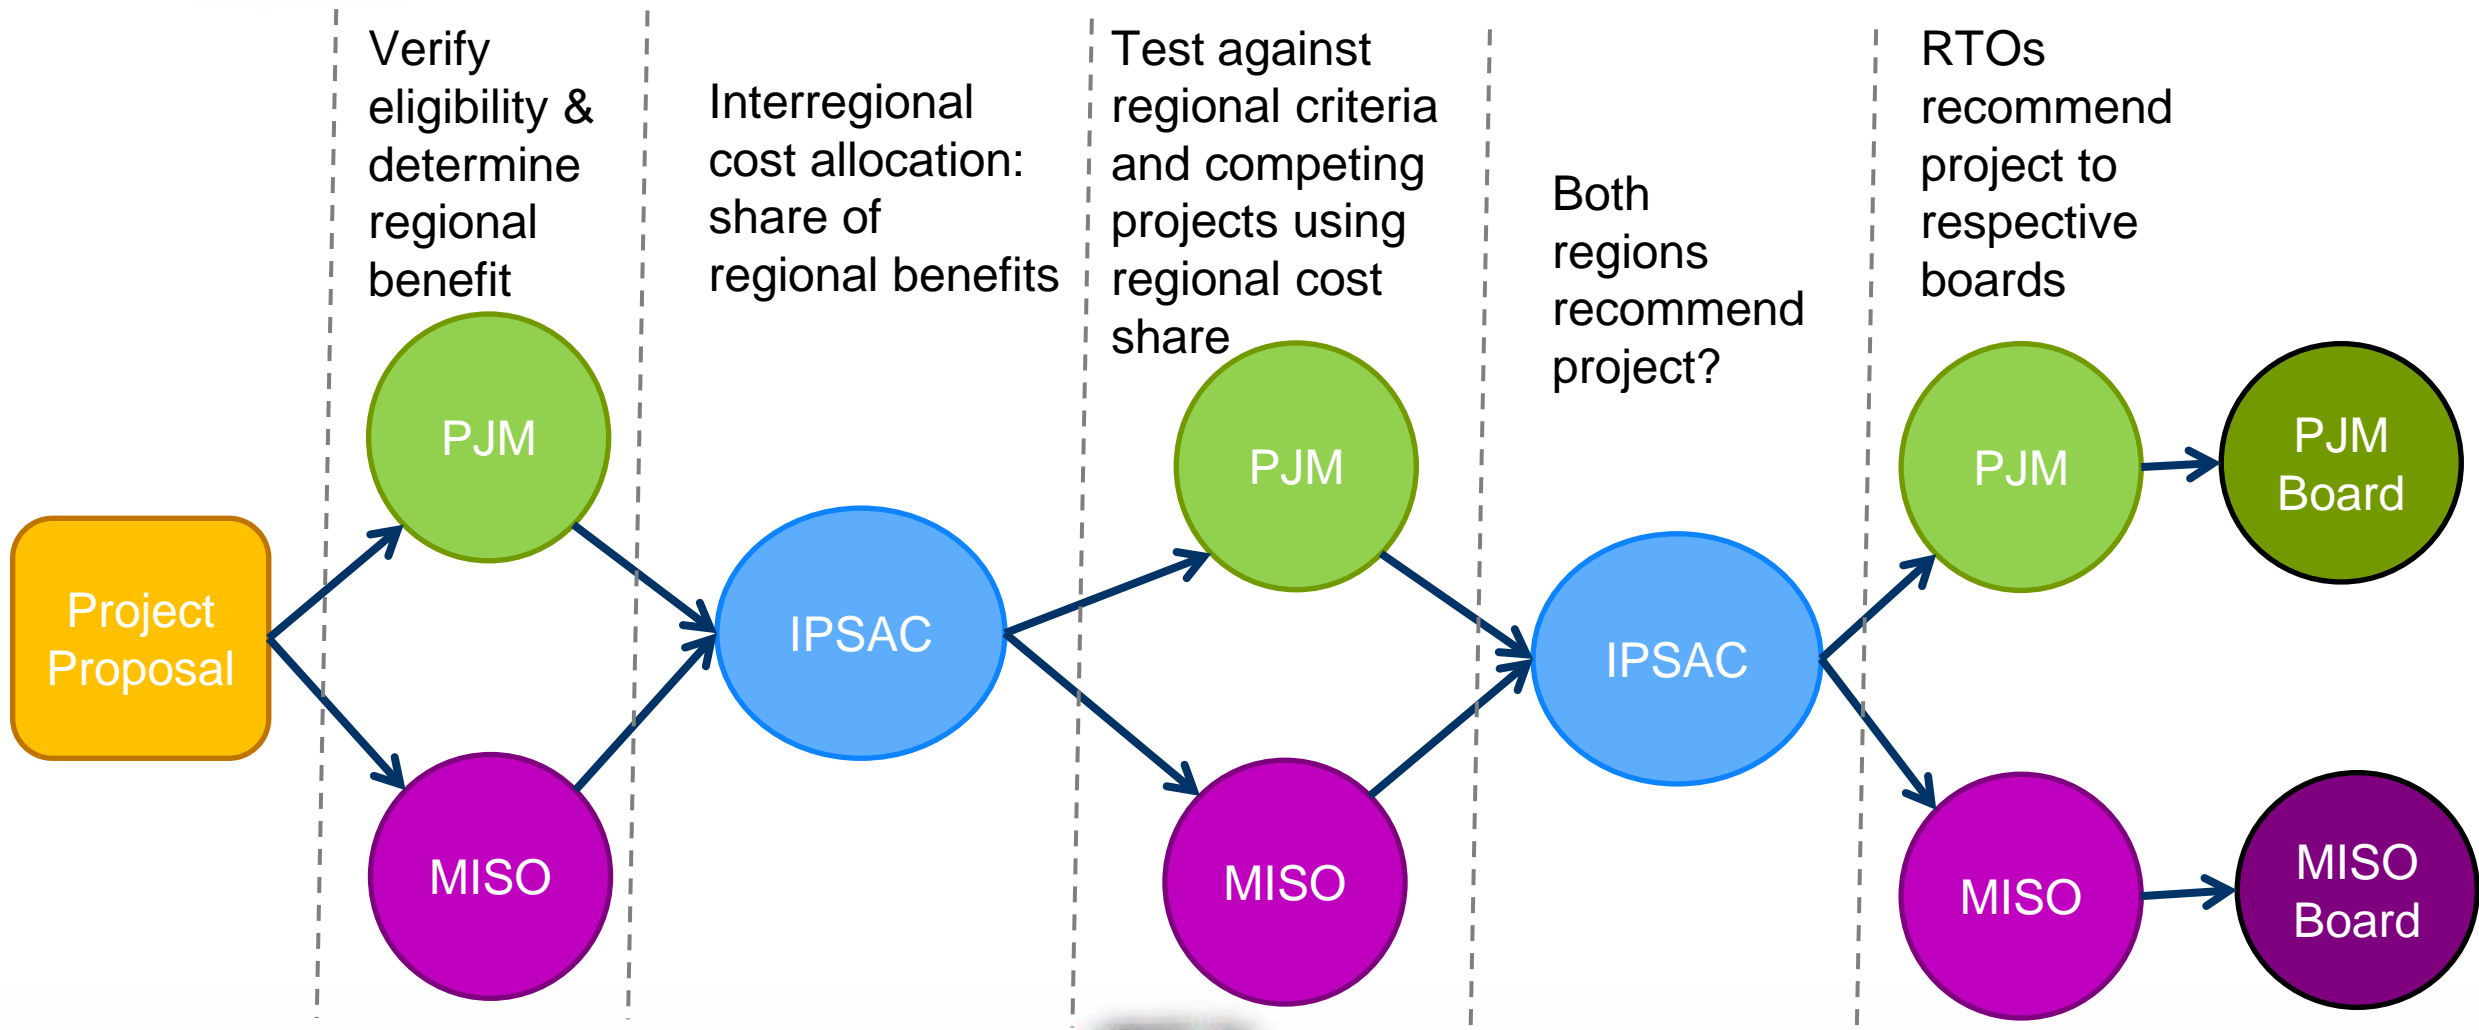 Verify
eligibility &
determine
regional
benefit
Interregional
cost allocation:
share of
regional benefits
Test against
regional criteria
and competing
projects using
regional cost
share
Both
regions
recommend
project?
RTOs
recommend
project to
respective
boards
Project
Proposal
PJM
MISO
IPSAC
PJM
MISO
IPSAC
PJM
MISO
PJM
Board
MISO
Board